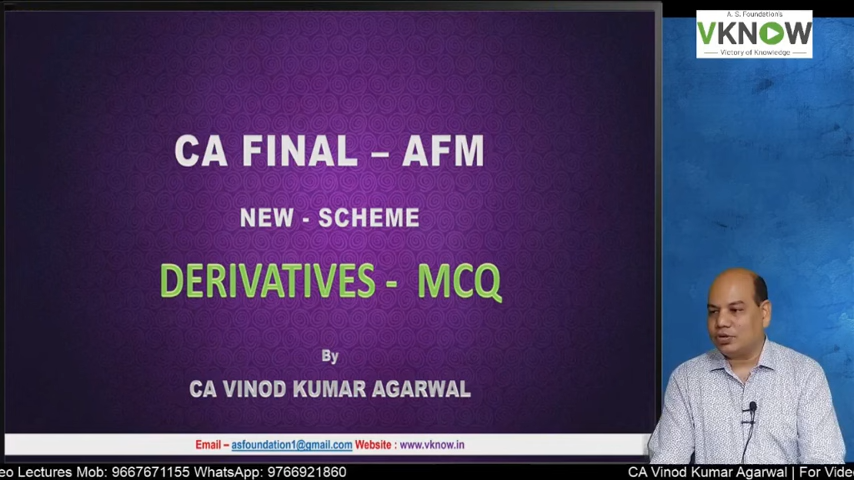 A. S. Foundation's
VKNOW
Victory of Knowledge
CA FINAL – AFM
NEW - SCHEME
DERIVATIVES - MCQ
By
CA VINOD KUMAR AGARWAL
Email – asfoundation1@gmail.com Website : www.vknow.in
eo Lectures Mob: 9667671155 WhatsApp: 9766921860
CA Vinod Kumar Agarwal | For Vide